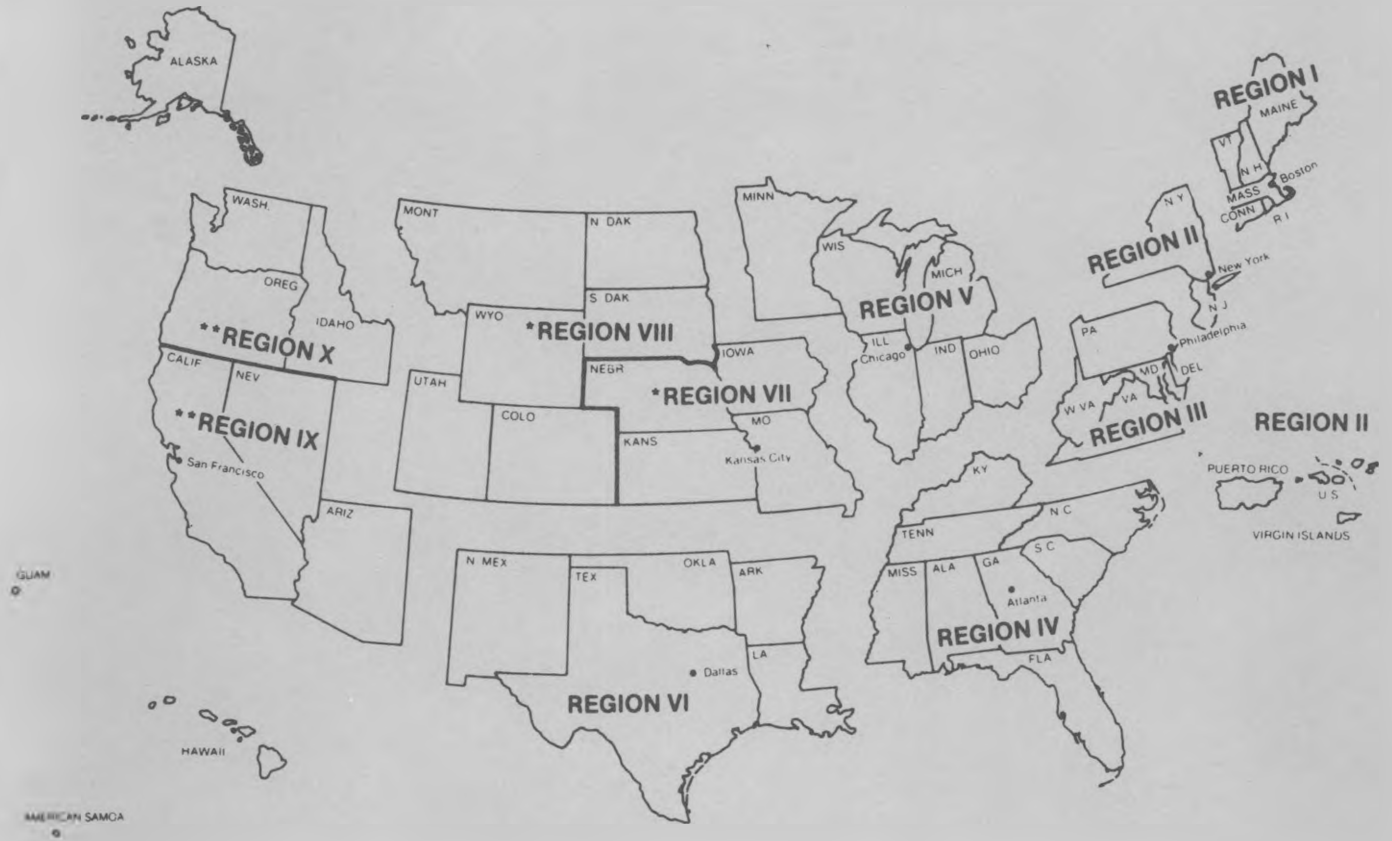 ALASKA
REGION I
MAINE
VT
N H
Boston
MASS
CONN
R I
WASH.
MONT
N DAK
MINN
N Y
WIS
REGION II
MICH
New York
OREG
S DAK
REGION V
N J
WYO
IDAHO
*REGION VIII
PA
**REGION X
ILL
IND
OHIO
Philadelphia
Chicago
IOWA
CALIF
NEV
NEBR
MD
DEL
UTAH
*REGION VII
W VA
VA
**REGION IX
COLO
MO
REGION III
REGION II
KANS
San Francisco
Kansas City
KY
PUERTO RICO
U S
ARIZ
TENN
N C
VIRGIN ISLANDS
N MEX
OKLA
S C
TEX
ARK
MISS
ALA
GA
GUAM
Atlanta
REGION IV
LA
FLA
Dallas
REGION VI
HAWAII
AMERICAN SAMOA